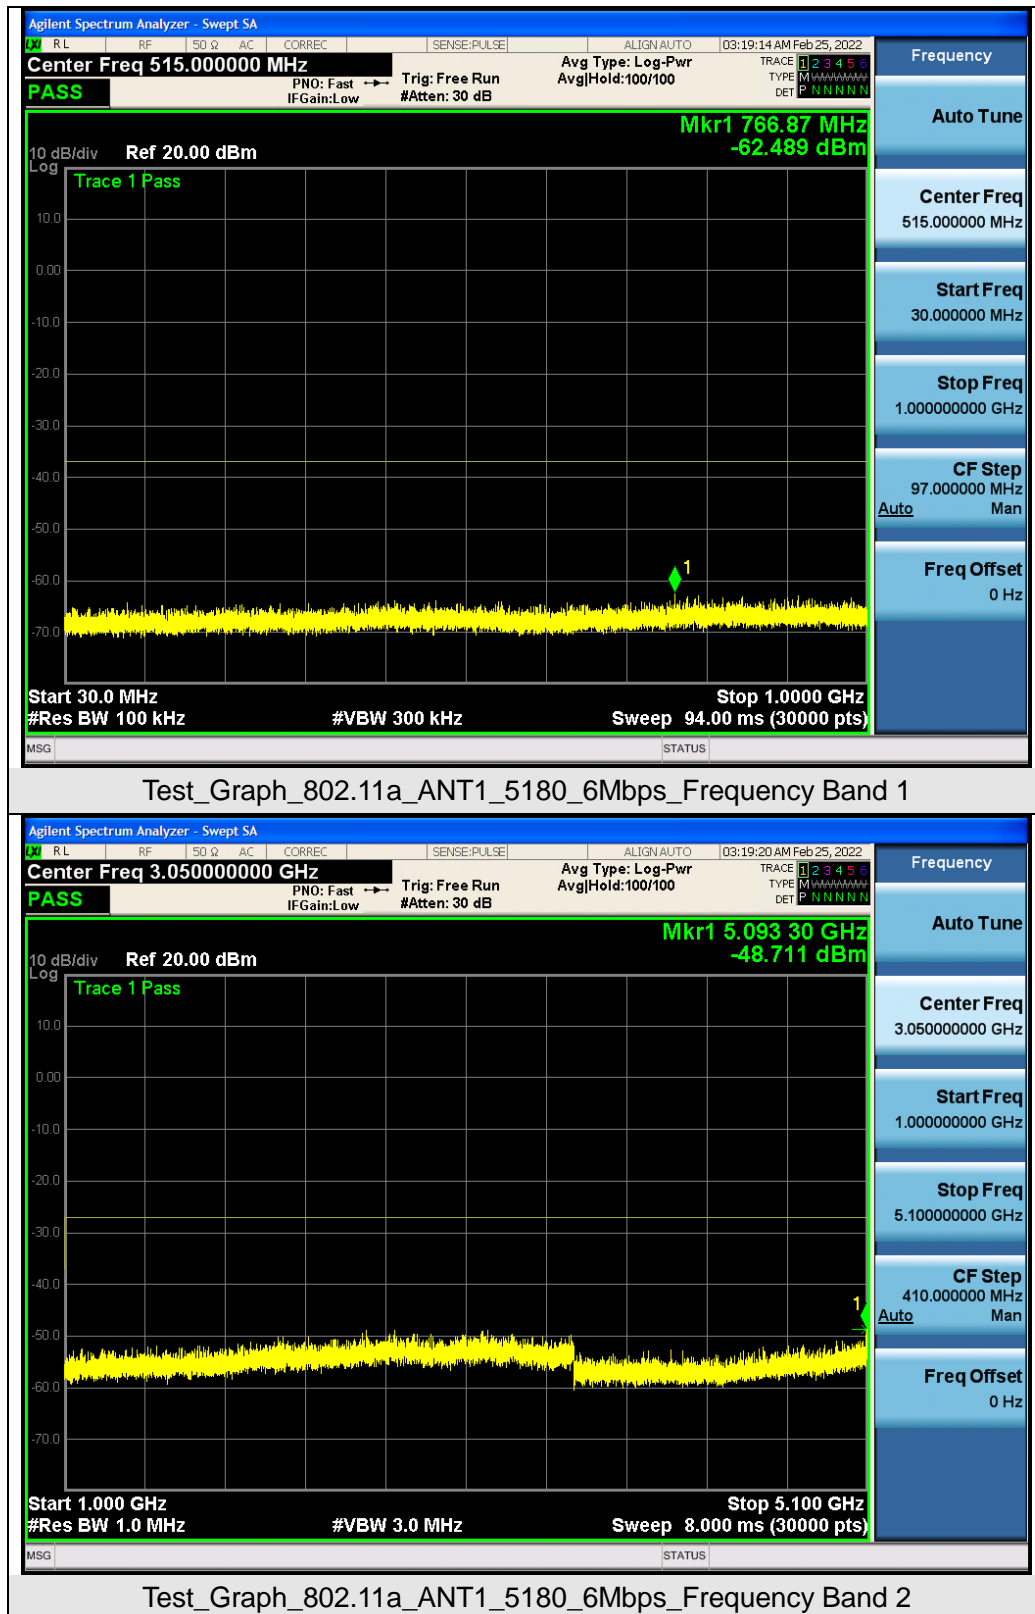 Agilent Spectrum Analyzer - Swept SA
LXI RL RF 50 Ω AC CORREC SENSE:PULSE ALIGN AUTO 03:19:14 AM Feb 25, 2022
Center Freq 515.000000 MHz
PASS
PNO: Fast
IFGain:Low
Trig: Free Run
#Atten: 30 dB
Avg Type: Log-Pwr
Avg|Hold:100/100
TRACE 1 2 3 4 5 6
TYPE M
DET P N N N N N
Frequency
Auto Tune
Mkr1 766.87 MHz
-62.489 dBm
10 dB/div Ref 20.00 dBm
Log
Trace 1 Pass
10.0
0.00
-10.0
-20.0
-30.0
-40.0
-50.0
-60.0
-70.0
1
Center Freq
515.000000 MHz
Start Freq
30.000000 MHz
Stop Freq
1.000000000 GHz
CF Step
97.000000 MHz
Auto Man
Freq Offset
0 Hz
Start 30.0 MHz Stop 1.0000 GHz
#Res BW 100 kHz #VBW 300 kHz Sweep 94.00 ms (30000 pts)
MSG STATUS
Test_Graph_802.11a_ANT1_5180_6Mbps_Frequency Band 1
Agilent Spectrum Analyzer - Swept SA
LXI RL RF 50 Ω AC CORREC SENSE:PULSE ALIGN AUTO 03:19:20 AM Feb 25, 2022
Center Freq 3.050000000 GHz
PASS
PNO: Fast
IFGain:Low
Trig: Free Run
#Atten: 30 dB
Avg Type: Log-Pwr
Avg|Hold:100/100
TRACE 1 2 3 4 5 6
TYPE M
DET P N N N N N
Frequency
Auto Tune
Mkr1 5.093 30 GHz
-48.711 dBm
10 dB/div Ref 20.00 dBm
Log
Trace 1 Pass
10.0
0.00
-10.0
-20.0
-30.0
-40.0
-50.0
-60.0
-70.0
1
Center Freq
3.050000000 GHz
Start Freq
1.000000000 GHz
Stop Freq
5.100000000 GHz
CF Step
410.000000 MHz
Auto Man
Freq Offset
0 Hz
Start 1.000 GHz Stop 5.100 GHz
#Res BW 1.0 MHz #VBW 3.0 MHz Sweep 8.000 ms (30000 pts)
MSG STATUS
Test_Graph_802.11a_ANT1_5180_6Mbps_Frequency Band 2